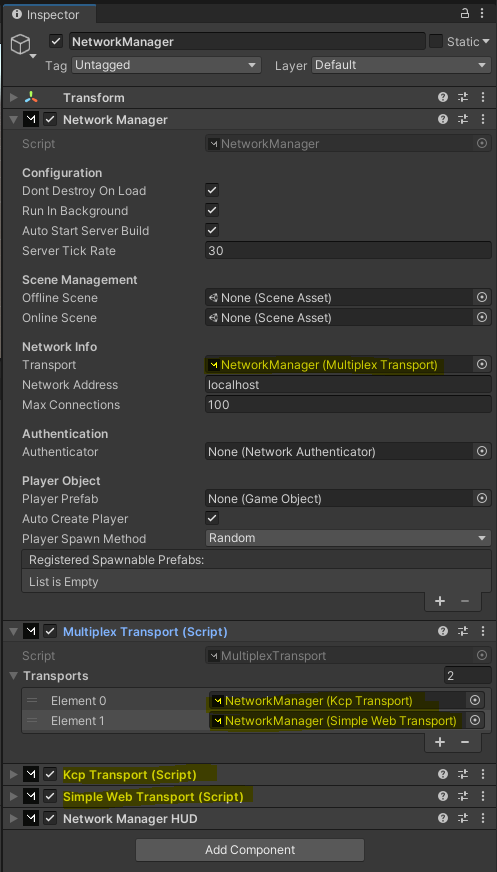 Inspector
NetworkManager Static
Tag Untagged Layer Default
Transform
Network Manager
Script NetworkManager
Configuration
Dont Destroy On Load
Run In Background
Auto Start Server Build
Server Tick Rate 30
Scene Management
Offline Scene None (Scene Asset)
Online Scene None (Scene Asset)
Network Info
Transport NetworkManager (Multiplex Transport)
Network Address localhost
Max Connections 100
Authentication
Authenticator None (Network Authenticator)
Player Object
Player Prefab None (Game Object)
Auto Create Player
Player Spawn Method Random
Registered Spawnable Prefabs:
List is Empty
Multiplex Transport (Script)
Script MultiplexTransport
Transports 2
Element 0 NetworkManager (Kcp Transport)
Element 1 NetworkManager (Simple Web Transport)
Kcp Transport (Script)
Simple Web Transport (Script)
Network Manager HUD
Add Component